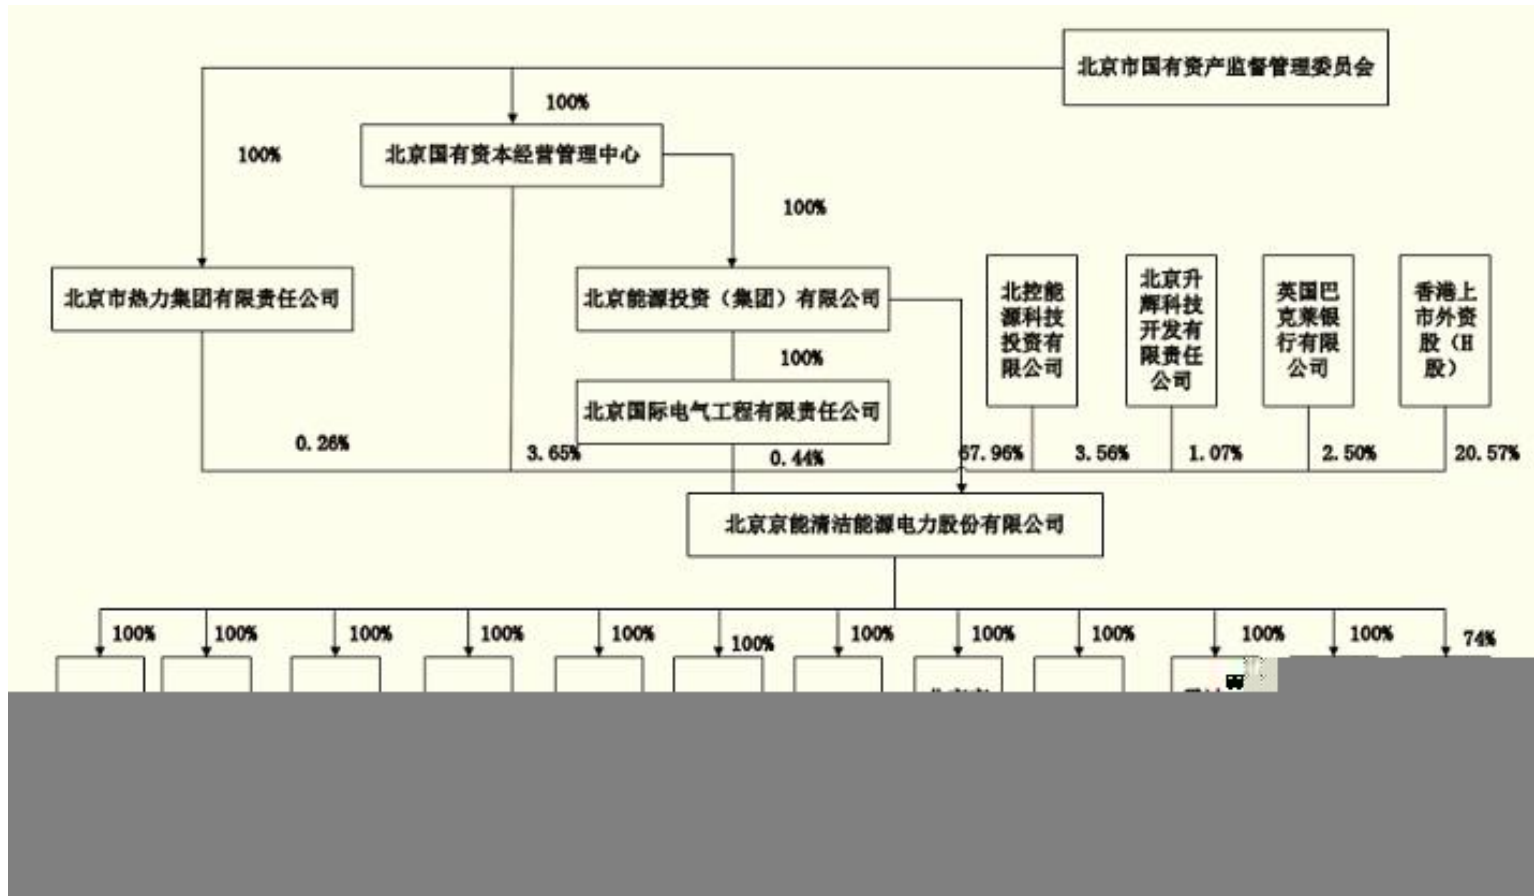 北京市国有资产监督管理委员会
100%
100%
北京国有资本经营管理中心
100%
北京市热力集团有限责任公司
北京能源投资（集团）有限公司
北控能
源科技
投资有
限公司
北京升
辉科技
开发有
限责任
公司
英国巴
克莱银
行有限
公司
香港上
市外资
股（H
股）
100%
北京国际电气工程有限责任公司
0.26%
3.65%
0.44%
67.96%
3.56%
1.07%
2.50%
20.57%
北京京能清洁能源电力股份有限公司
100%
100%
100%
100%
100%
100%
100%
100%
100%
100%
100%
74%